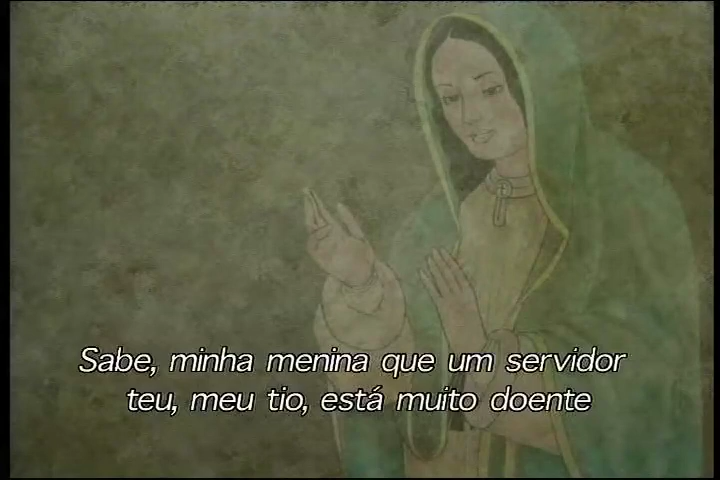 Sabe, minha menina que um servidor
teu, meu tio, está muito doente